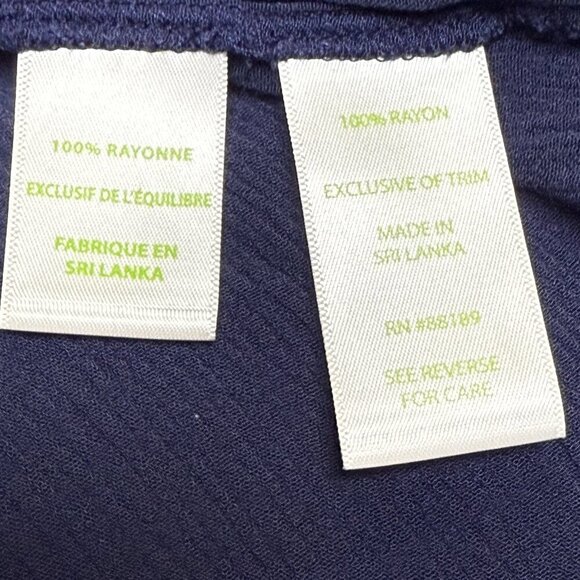 100% RAYONNE
EXCLUSIF DE L'ÉQUILIBRE
FABRIQUE EN
SRI LANKA
100% RAYON
EXCLUSIVE OF TRIM
MADE IN
SRI LANKA
RN #88189
SEE REVERSE
FOR CARE